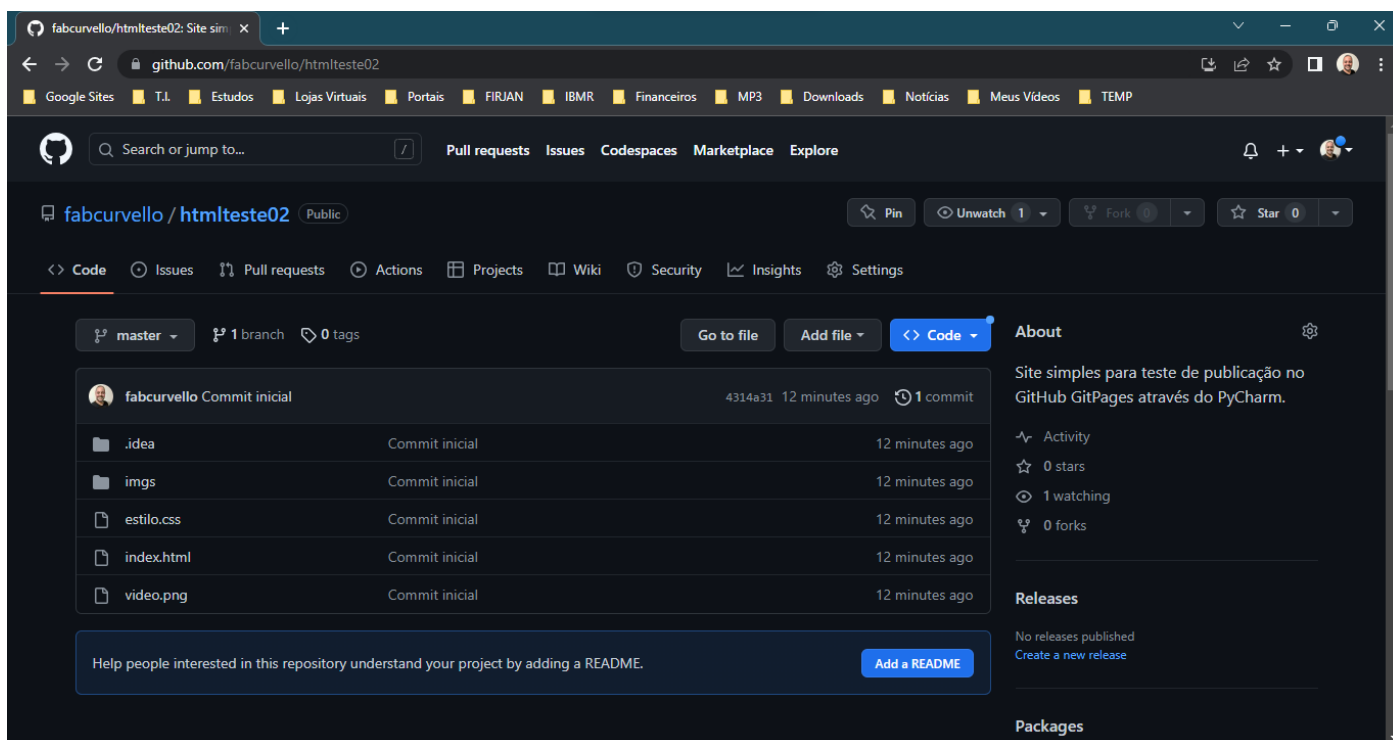 fabcurvello/htmlteste02: Site sim
github.com/fabcurvello/htmlteste02
Google Sites T.I. Estudos Lojas Virtuais Portais FIRJAN IBMR Financeiros MP3 Downloads Notícias Meus Vídeos TEMP
Search or jump to... / Pull requests Issues Codespaces Marketplace Explore
fabcurvello / htmlteste02 Public Pin Unwatch 1 Fork 0 Star 0
<> Code Issues Pull requests Actions Projects Wiki Security Insights Settings
master 1 branch 0 tags Go to file Add file <> Code
fabcurvello Commit inicial 4314a31 12 minutes ago 1 commit
.idea Commit inicial 12 minutes ago
imgs Commit inicial 12 minutes ago
estilo.css Commit inicial 12 minutes ago
index.html Commit inicial 12 minutes ago
video.png Commit inicial 12 minutes ago
Help people interested in this repository understand your project by adding a README. Add a README
About
Site simples para teste de publicação no
GitHub GitPages através do PyCharm.
Activity
0 stars
1 watching
0 forks
Releases
No releases published
Create a new release
Packages